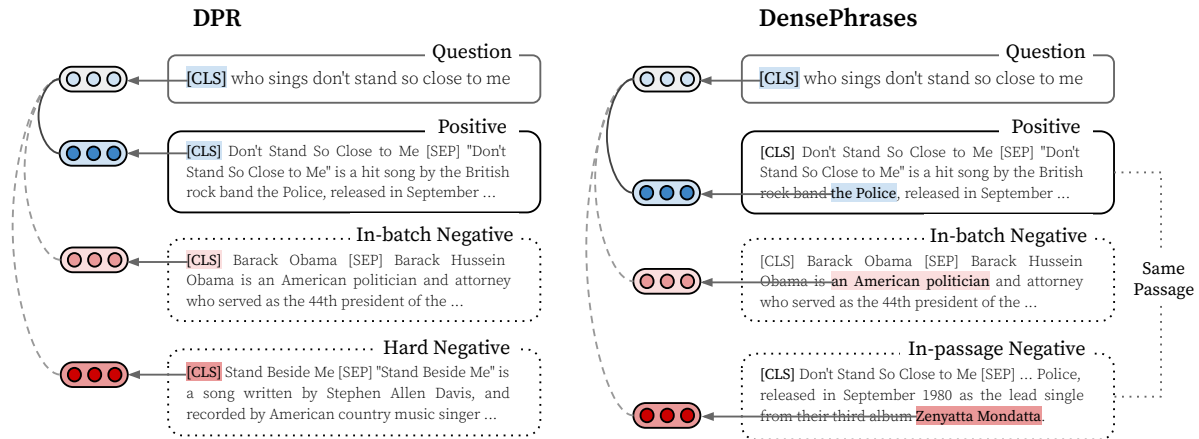 DPR
Question
[CLS] who sings don't stand so close to me
Positive
[CLS] Don't Stand So Close to Me [SEP] "Don't
Stand So Close to Me" is a hit song by the British
rock band the Police, released in September ...
In-batch Negative
[CLS] Barack Obama [SEP] Barack Hussein
Obama is an American politician and attorney
who served as the 44th president of the ...
Hard Negative
[CLS] Stand Beside Me [SEP] "Stand Beside Me" is
a song written by Stephen Allen Davis, and
recorded by American country music singer ...
DensePhrases
Question
[CLS] who sings don't stand so close to me
Positive
[CLS] Don't Stand So Close to Me [SEP] "Don't
Stand So Close to Me" is a hit song by the British
rock band the Police, released in September ...
In-batch Negative
[CLS] Barack Obama [SEP] Barack Hussein
Obama is an American politician and attorney
who served as the 44th president of the ...
In-passage Negative
[CLS] Don't Stand So Close to Me [SEP] ... Police,
released in September 1980 as the lead single
from their third album Zenyatta Mondatta.
Same
Passage